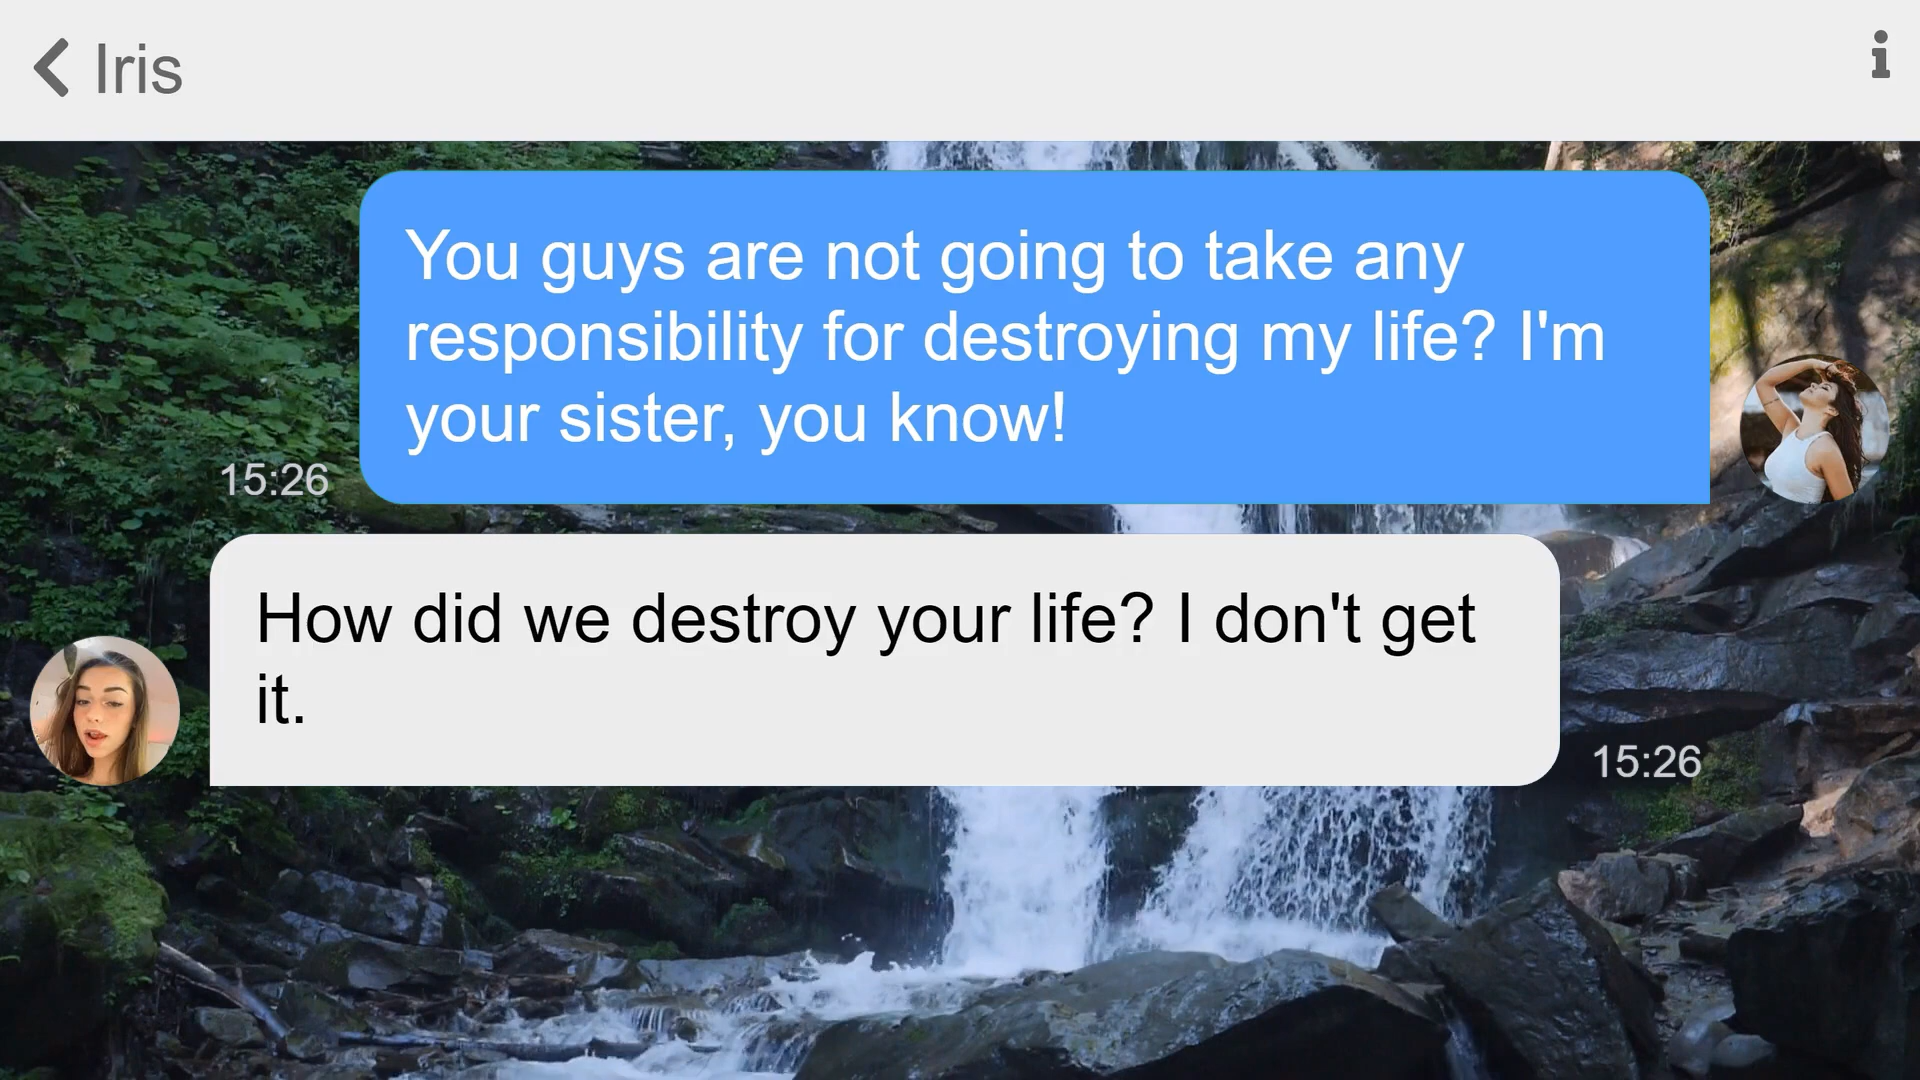 Iris
You guys are not going to take any
responsibility for destroying my life? I'm
your sister, you know!
15:26
How did we destroy your life? I don't get
it.
15:26